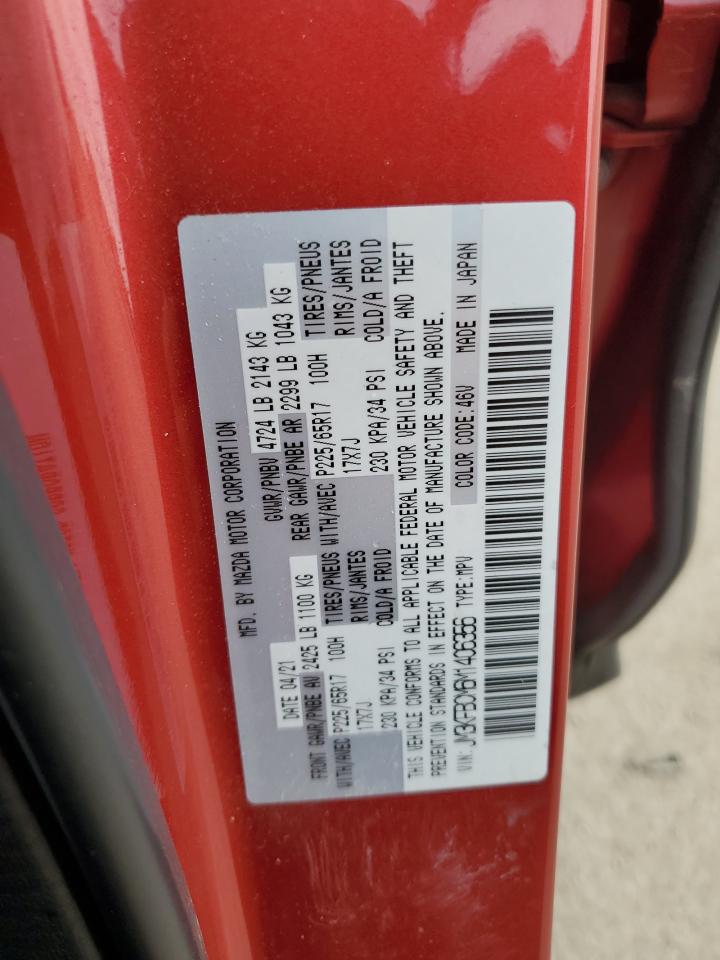 MFD. BY MAZDA MOTOR CORPORATION
DATE 04/21 GVWR/PNBV 4724 LB 2143 KG
FRONT GAWR/PNBE AV 2425 LB 1100 KG REAR GAWR/PNBE AR 2299 LB 1043 KG
WITH/AVEC P225/65R17 100H TIRES/PNEUS WITH/AVEC P225/65R17 100H TIRES/PNEUS
17X7J RIMS/JANTES 17X7J RIMS/JANTES
230 KPA/34 PSI COLD/A FROID 230 KPA/34 PSI COLD/A FROID
THIS VEHICLE CONFORMS TO ALL APPLICABLE FEDERAL MOTOR VEHICLE SAFETY AND THEFT
PREVENTION STANDARDS IN EFFECT ON THE DATE OF MANUFACTURE SHOWN ABOVE.
VIN: JM3KFBCM6M1406366 TYPE:MPV COLOR CODE:46V MADE IN JAPAN